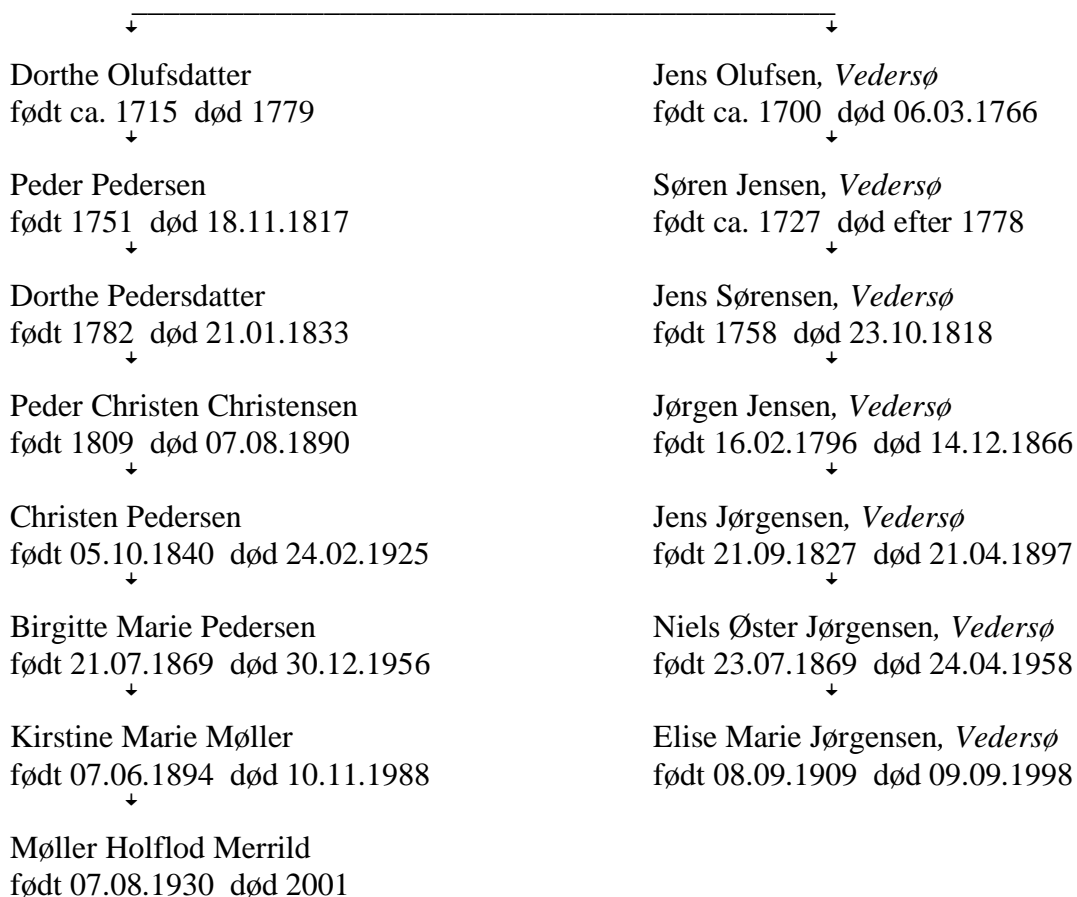 Dorthe Olufsdatter
født ca. 1715  død 1779
Peder Pedersen
født 1751  død 18.11.1817
Dorthe Pedersdatter
født 1782  død 21.01.1833
Peder Christen Christensen
født 1809  død 07.08.1890
Christen Pedersen
født 05.10.1840  død 24.02.1925
Birgitte Marie Pedersen
født 21.07.1869  død 30.12.1956
Kirstine Marie Møller
født 07.06.1894  død 10.11.1988
Møller Holflod Merrild
født 07.08.1930  død 2001
Jens Olufsen, Vedersø
født ca. 1700  død 06.03.1766
Søren Jensen, Vedersø
født ca. 1727  død efter 1778
Jens Sørensen, Vedersø
født 1758  død 23.10.1818
Jørgen Jensen, Vedersø
født 16.02.1796  død 14.12.1866
Jens Jørgensen, Vedersø
født 21.09.1827  død 21.04.1897
Niels Øster Jørgensen, Vedersø
født 23.07.1869  død 24.04.1958
Elise Marie Jørgensen, Vedersø
født 08.09.1909  død 09.09.1998